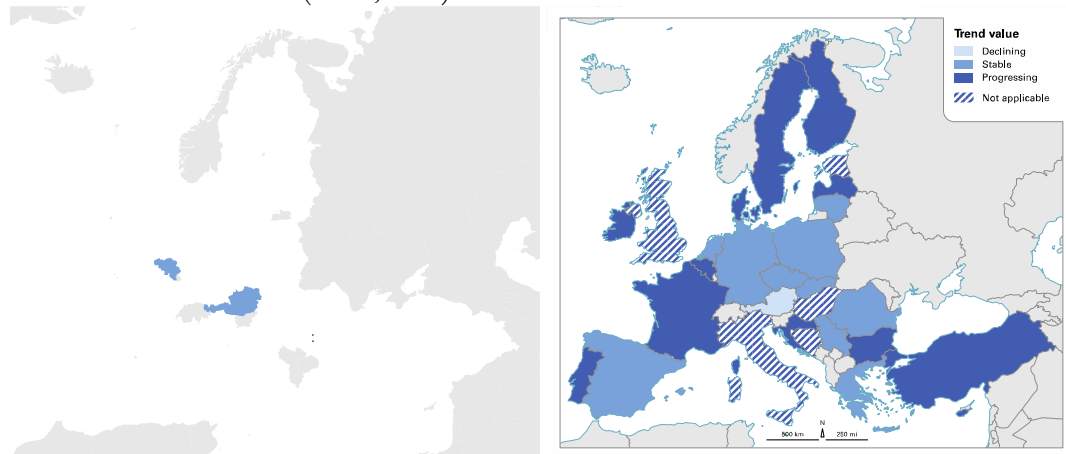 Trend value
Declining
Stable
Progressing
Not applicable
N
500 km
250 mi